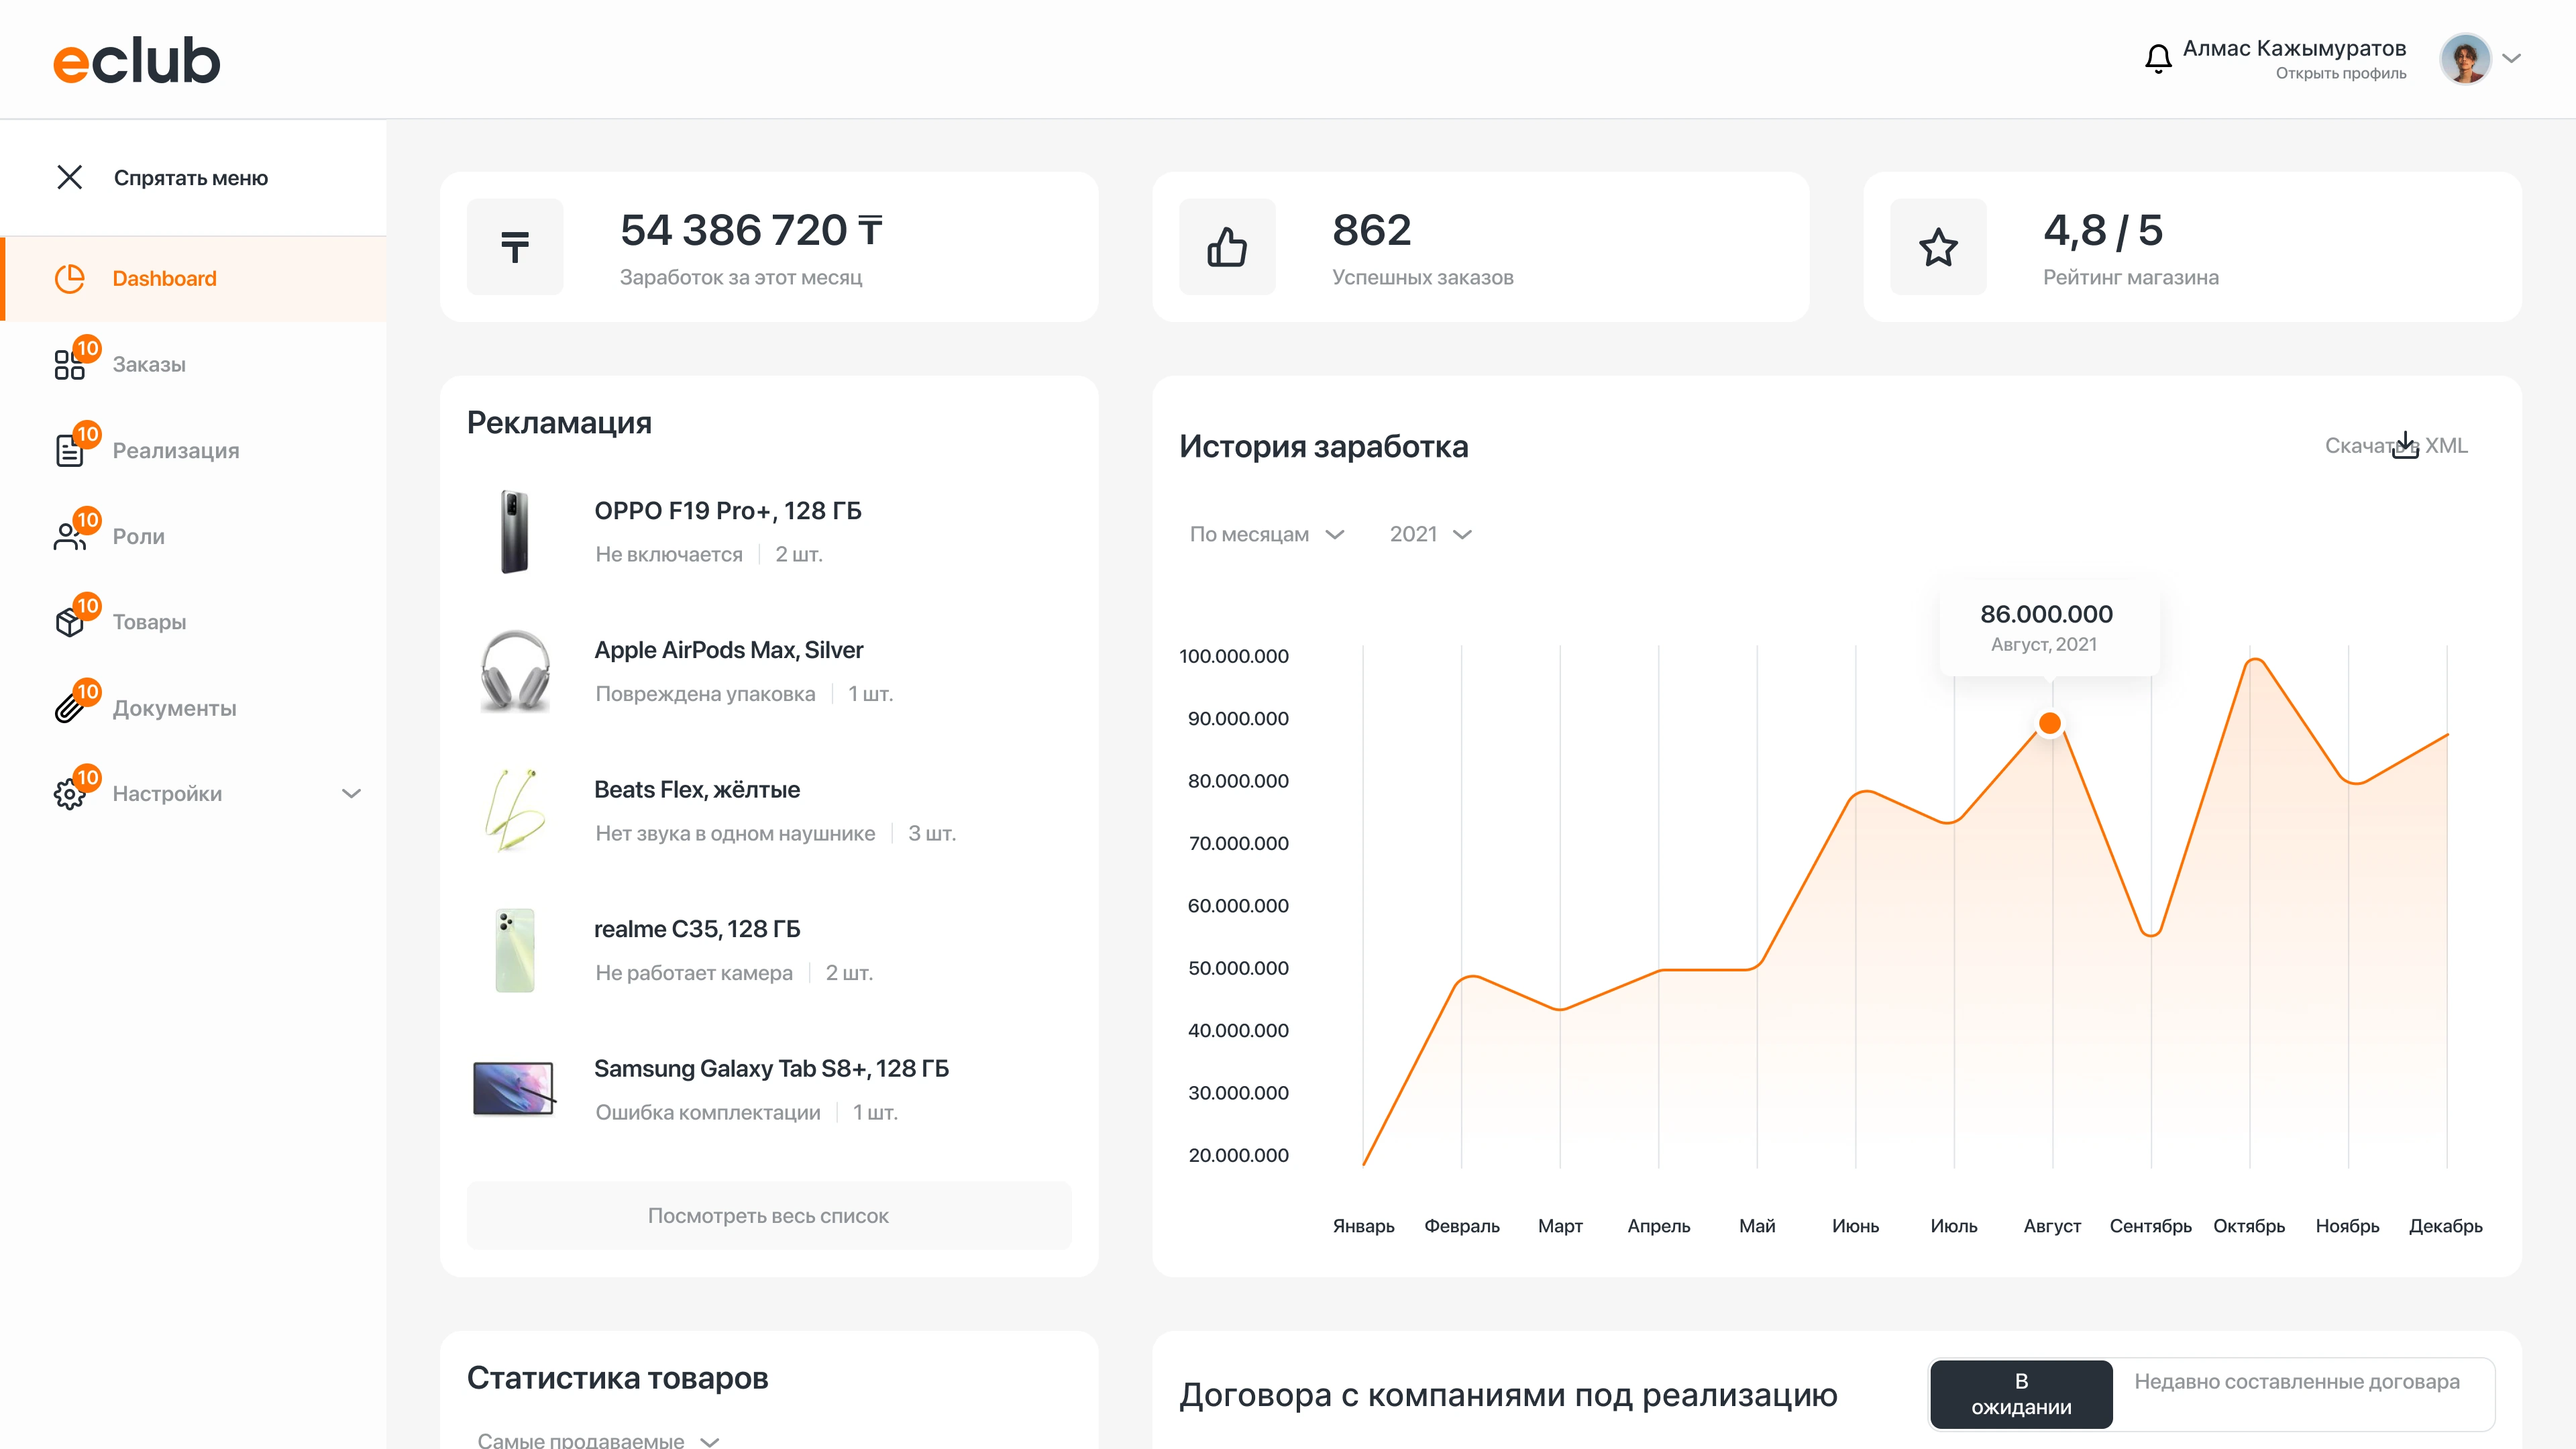 eclub
Алмас Кажымуратов
Открыть профиль
Спрятать меню
Dashboard
10
Заказы
10
Реализация
10
Роли
10
Товары
10
Документы
10
Настройки
₸
54 386 720 ₸
Заработок за этот месяц
862
Успешных заказов
4,8 / 5
Рейтинг магазина
Рекламация
OPPO F19 Pro+, 128 ГБ
Не включается
2 шт.
Apple AirPods Max, Silver
Повреждена упаковка
1 шт.
Beats Flex, жёлтые
Нет звука в одном наушнике
3 шт.
realme C35, 128 ГБ
Не работает камера
2 шт.
Samsung Galaxy Tab S8+, 128 ГБ
Ошибка комплектации
1 шт.
Посмотреть весь список
История заработка
Скачать в XML
По месяцам
2021
86.000.000
Август, 2021
100.000.000
90.000.000
80.000.000
70.000.000
60.000.000
50.000.000
40.000.000
30.000.000
20.000.000
Январь Февраль Март Апрель Май Июнь Июль Август Сентябрь Октябрь Ноябрь Декабрь
Статистика товаров
Самые продаваемые
Договора с компаниями под реализацию
В
ожидании
Недавно составленные договора